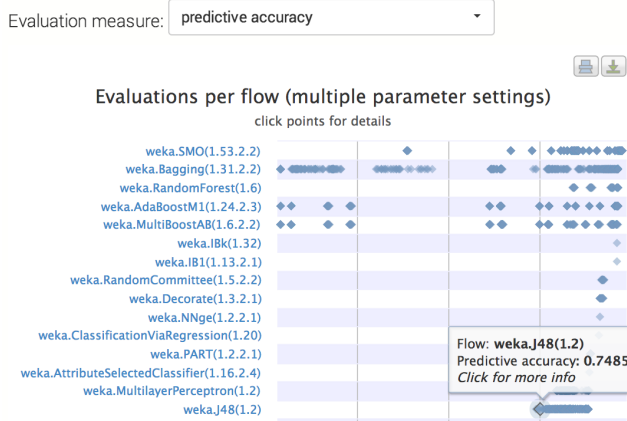 Evaluation measure: predictive accuracy
Evaluations per flow (multiple parameter settings)
click points for details
weka.SMO(1.53.2.2)
weka.Bagging(1.31.2.2)
weka.RandomForest(1.6)
weka.AdaBoostM1(1.24.2.3)
weka.MultiBoostAB(1.6.2.2)
weka.IBk(1.32)
weka.IB1(1.13.2.1)
weka.RandomCommittee(1.5.2.2)
weka.Decorate(1.3.2.1)
weka.NNge(1.2.2.1)
weka.ClassificationViaRegression(1.20)
weka.PART(1.2.2.1)
weka.AttributeSelectedClassifier(1.16.2.4)
weka.MultilayerPerceptron(1.2)
weka.J48(1.2)
Flow: weka.J48(1.2)
Predictive accuracy: 0.7485
Click for more info